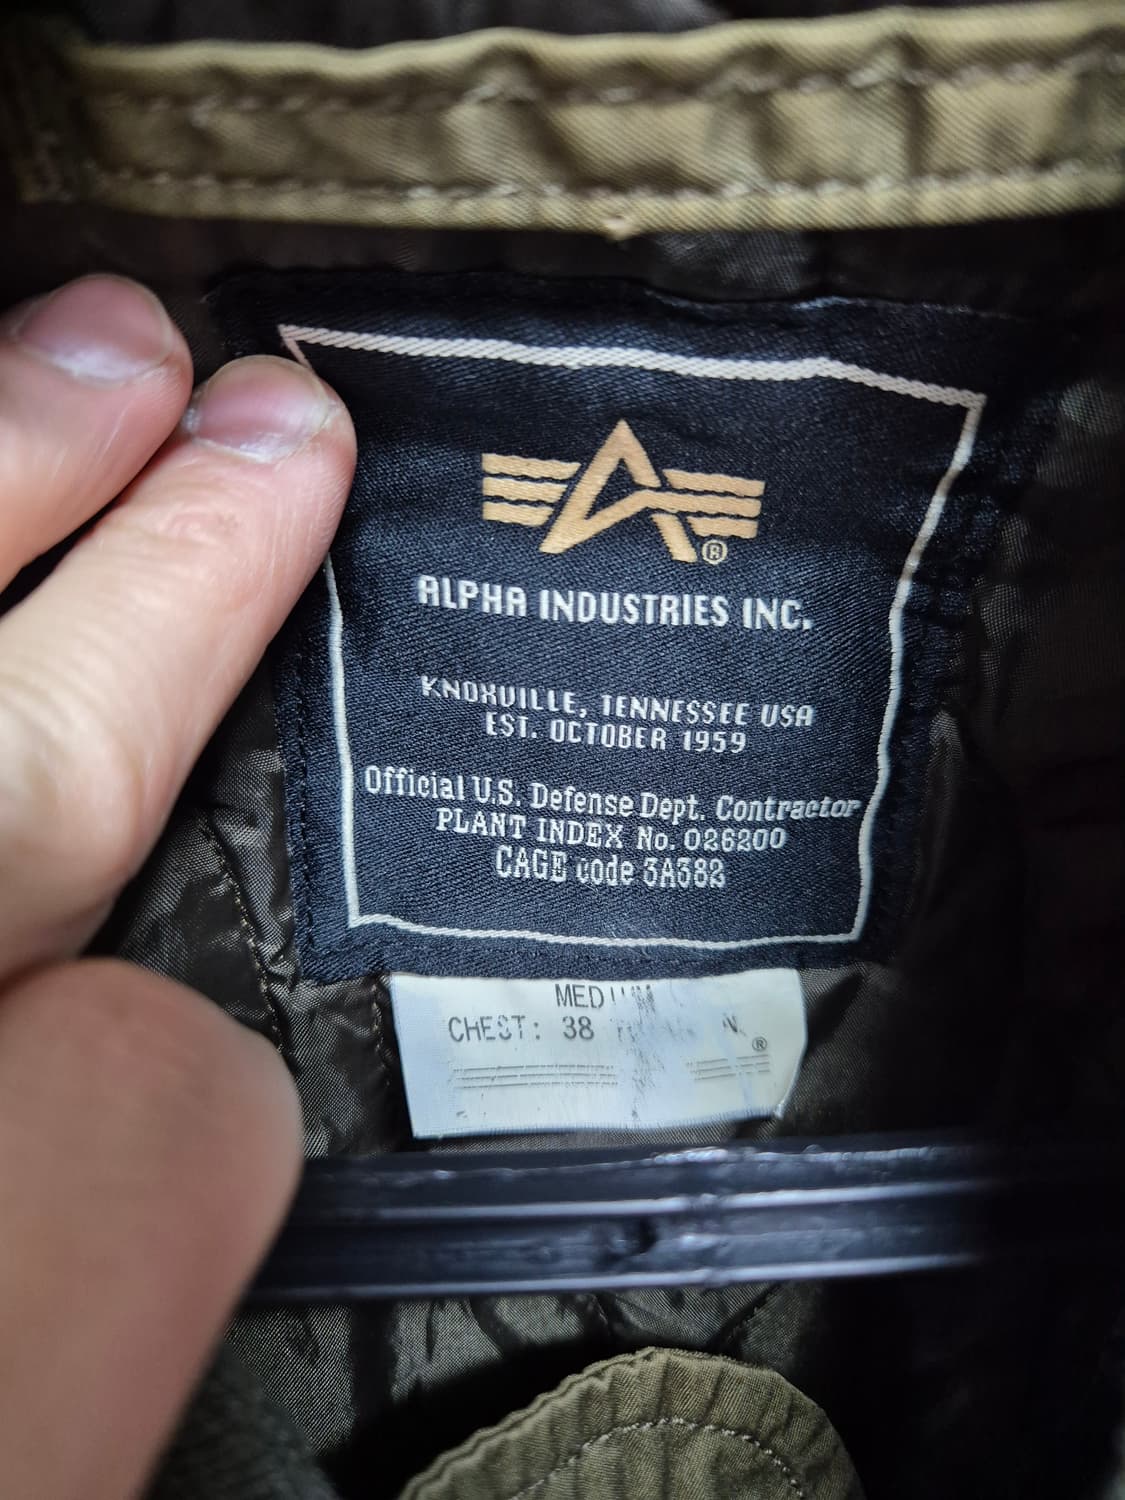 ®
ALPHA INDUSTRIES INC.
KNOXVILLE, TENNESSEE USA
EST. OCTOBER 1959
Official U.S. Defense Dept. Contractor
PLANT INDEX No. 026200
CAGE code 3A382
MEDIUM
CHEST: 38
®